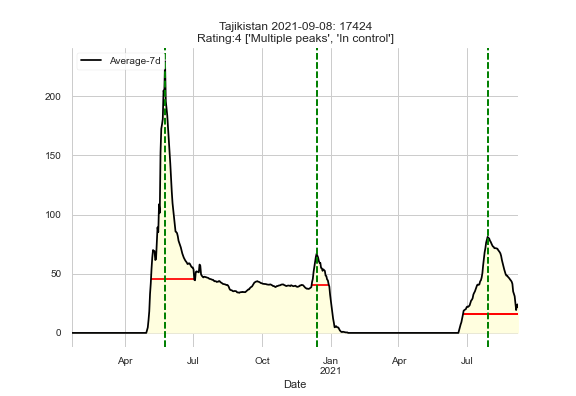 Tajikistan 2021-09-08: 17424
Rating:4 ['Multiple peaks', 'In control']
Average-7d
200
150
100
50
0
Apr
Jul
Oct
Jan
2021
Apr
Jul
Date